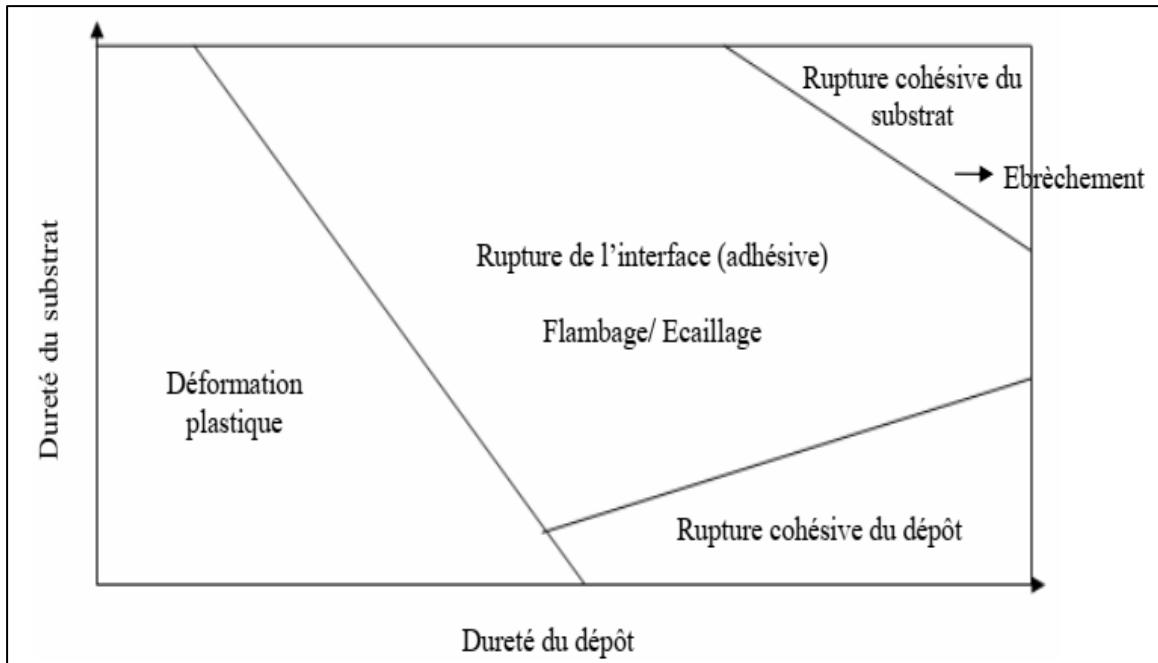 Rupture cohésive du
substrat
Ebrèchement
Rupture de l’interface (adhésive)
Flambage/ Ecaillage
Déformation
plastique
Rupture cohésive du dépôt
Dureté du substrat
Dureté du dépôt